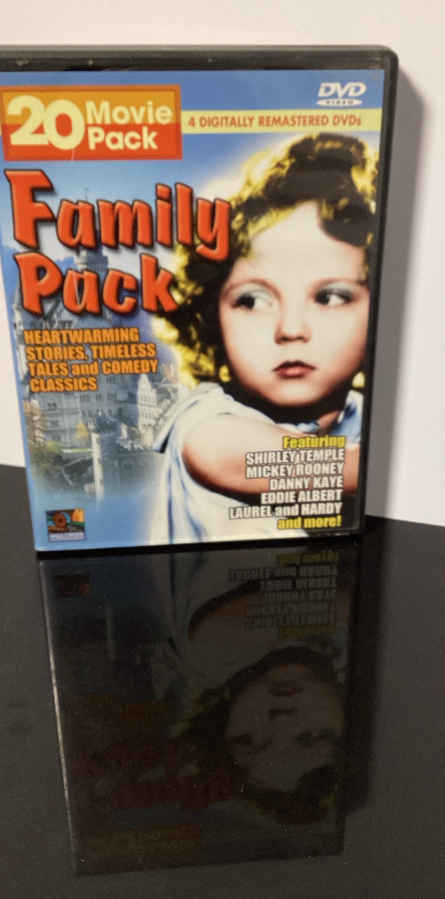 20 Movie
Pack
DVD
VIDEO
4 DIGITALLY REMASTERED DVDs
Family
Pack
HEARTWARMING
STORIES, TIMELESS
TALES and COMEDY
CLASSICS
Featuring
SHIRLEY TEMPLE
MICKEY ROONEY
DANNY KAYE
EDDIE ALBERT
LAUREL and HARDY
and more!